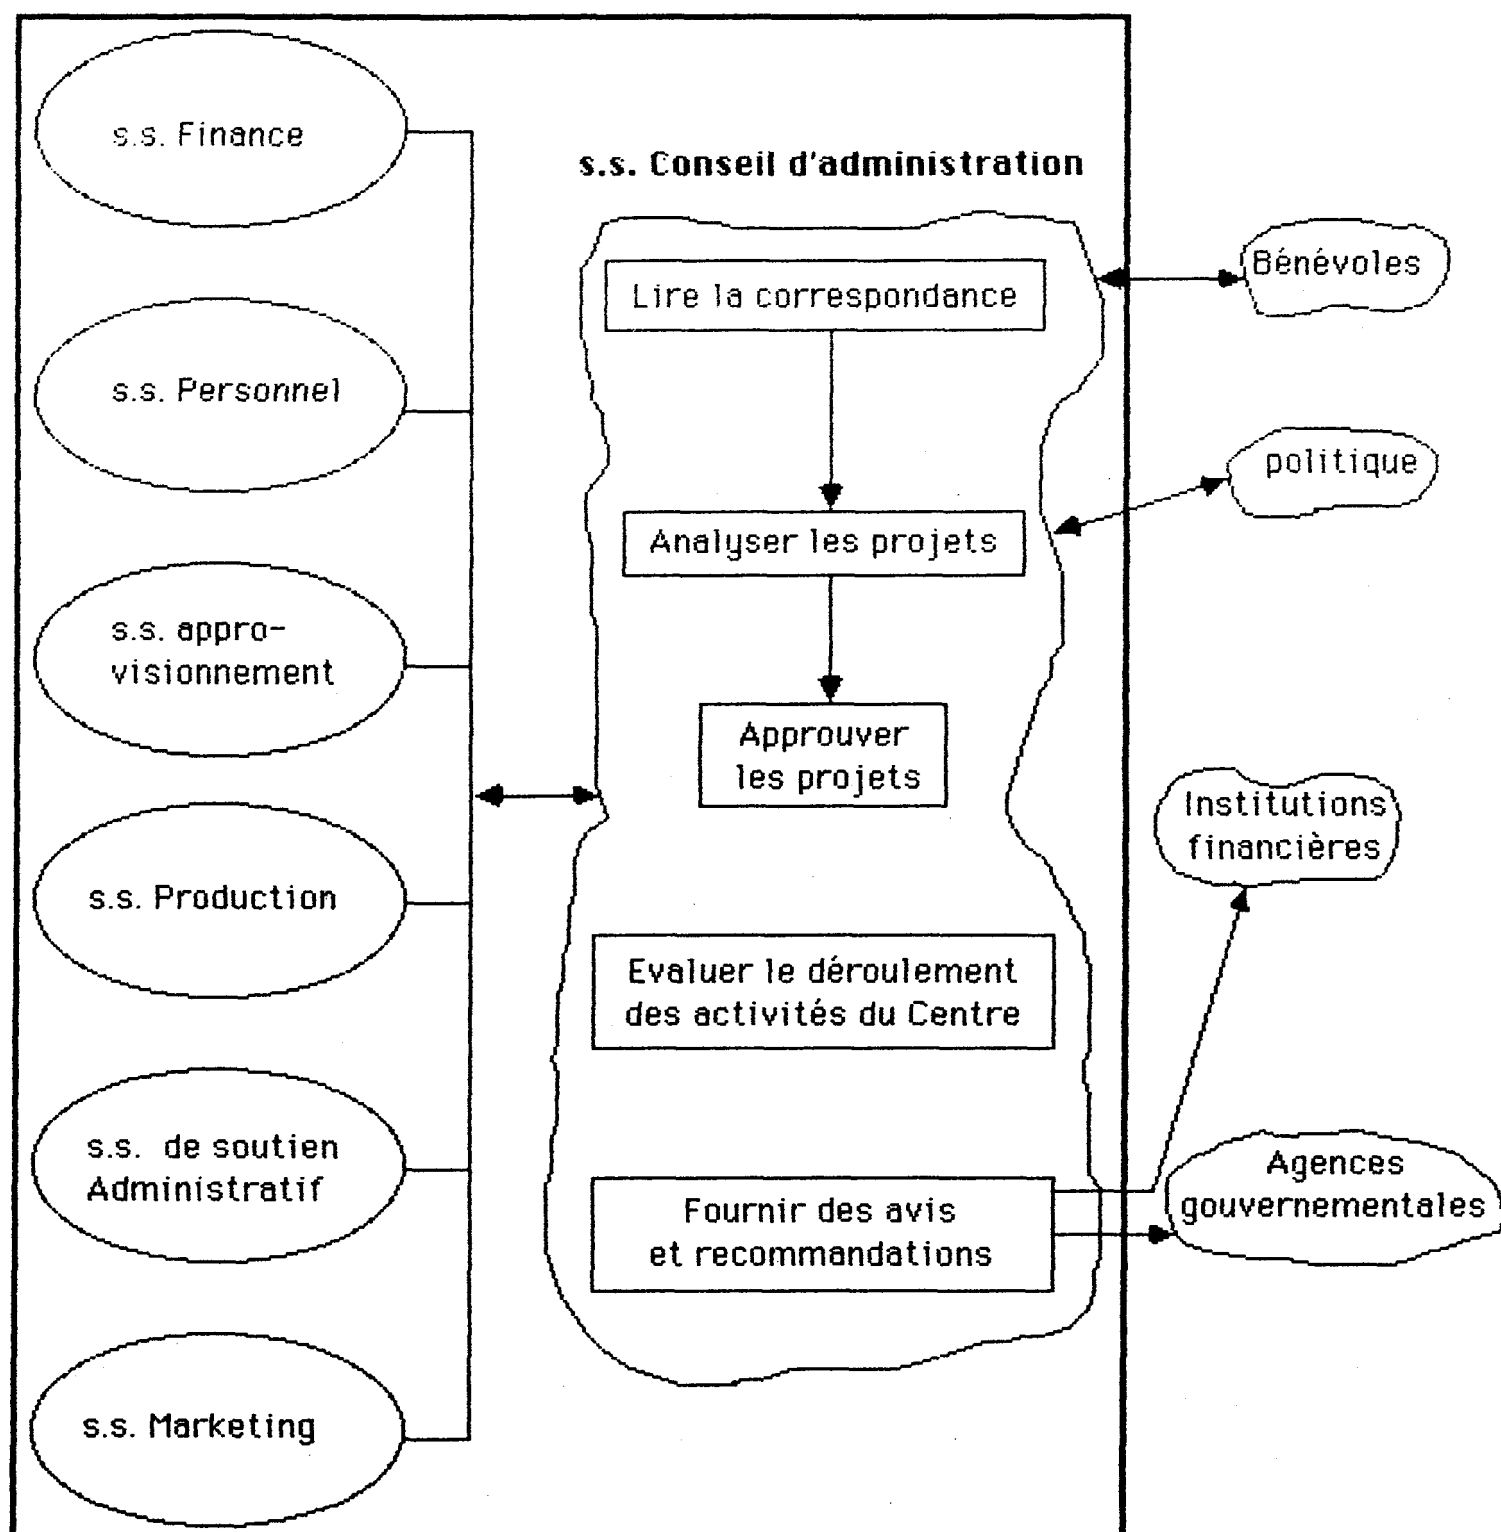 s.s. Finance
s.s. Personnel
s.s. appro-
visionnement
s.s. Production
s.s. de soutien
Administratif
s.s. Marketing
s.s. Conseil d'administration
Lire la correspondance
Analyser les projets
Approuver
les projets
Evaluer le déroulement
des activités du Centre
Fournir des avis
et recommandations
Bénévoles
politique
Institutions
financières
Agences
gouvernementales